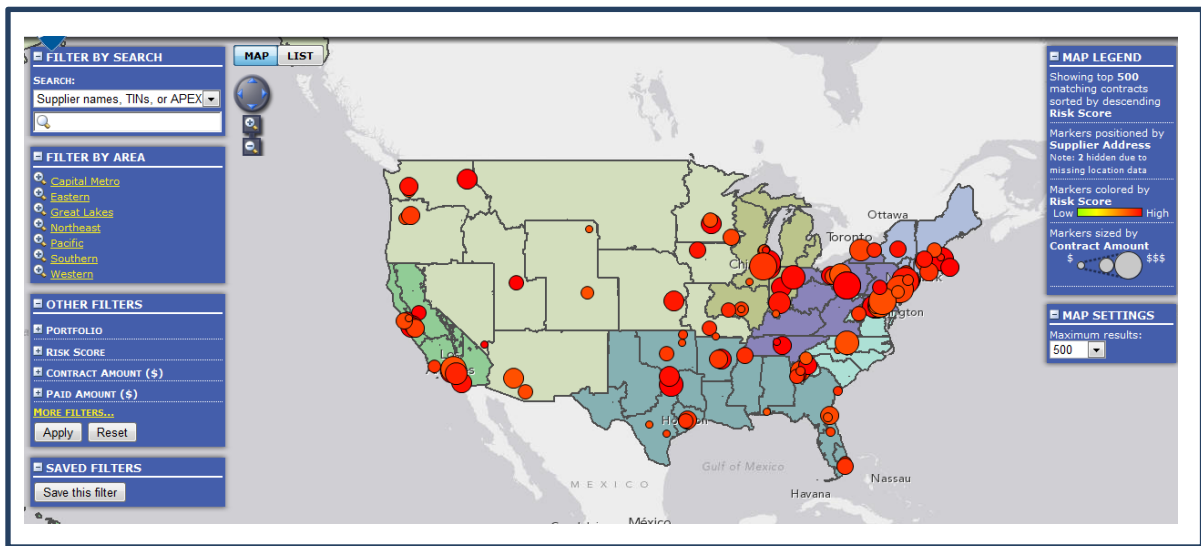 FILTER BY SEARCH
SEARCH:
Supplier names, TINs, or APEX
FILTER BY AREA
Capital Metro
Eastern
Great Lakes
Northeast
Pacific
Southern
Western
OTHER FILTERS
PORTFOLIO
RISK SCORE
CONTRACT AMOUNT ($)
PAID AMOUNT ($)
MORE FILTERS...
Apply Reset
SAVED FILTERS
Save this filter
MAP LIST
Ottawa
Toronto
Gulf of Mexico
MEXICO
Nassau
Havana
México
MAP LEGEND
Showing top 500
matching contracts
sorted by descending
Risk Score
Markers positioned by
Supplier Address
Note: 2 hidden due to
missing location data
Markers colored by
Risk Score
Low High
Markers sized by
Contract Amount
$ $$$
MAP SETTINGS
Maximum results:
500